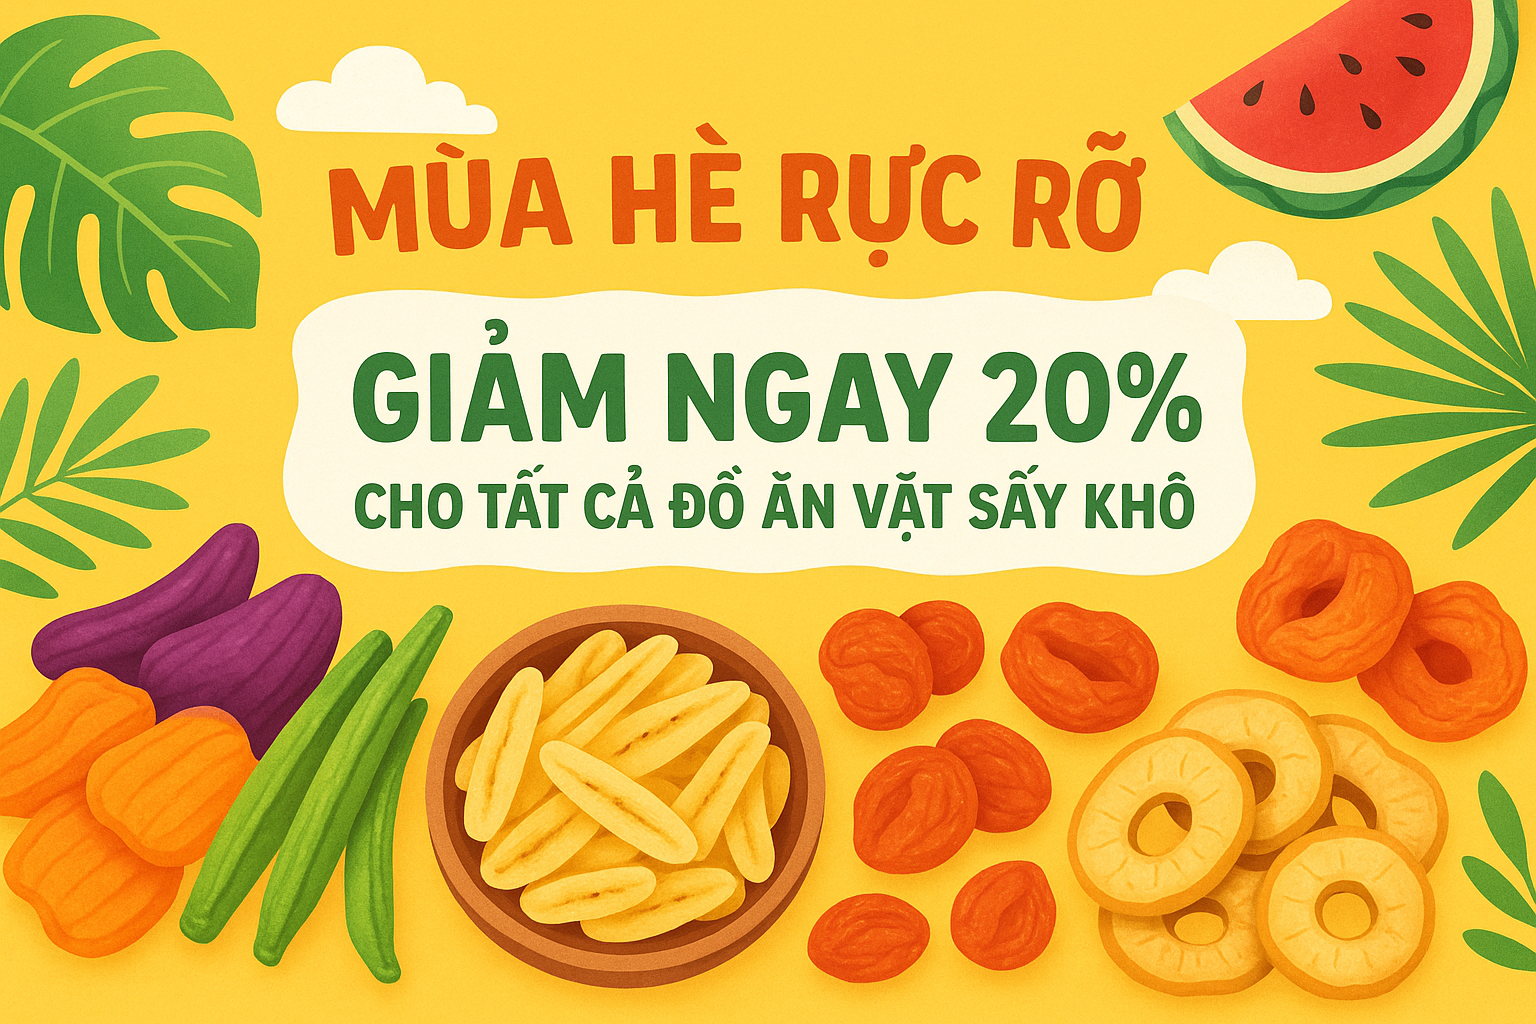 MÙA HÈ RỰC RỠ
GIẢM NGAY 20%
CHO TẤT CẢ ĐỒ ĂN VẶT SẤY KHÔ